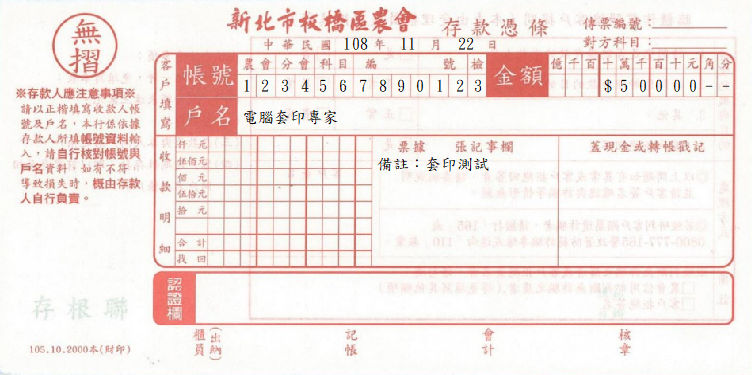 無摺
新北市板橋區農會 存款憑條
傳票編號：
對方科目：
中華民國 108 年 11 月 22 日
※存款人應注意事項※
請以正楷填寫收款人帳
號及戶名，本行係依據
存款人所填帳號資料輸
入，請自行核對帳號與
戶名資料，如有不符
導致損失時，概由存款
人自行負責。
客戶填寫
帳號
農會 分會 科目 編 號 檢
1 2 3 4 5 6 7 8 9 0 1 2 3
金額
億 千 百 十 萬 千 百 十 元 角 分
$ 5 0 0 0 0 - -
戶名
電腦套印專家
收款明細
仟 元
伍佰元
佰 元
伍拾元
拾 元
合 計
找 回
票據 張記事欄
備註：套印測試
蓋現金或轉帳戳記
認證欄
存根聯
櫃員(出納)
記帳
會計
核章
105.10.2000本(財印)